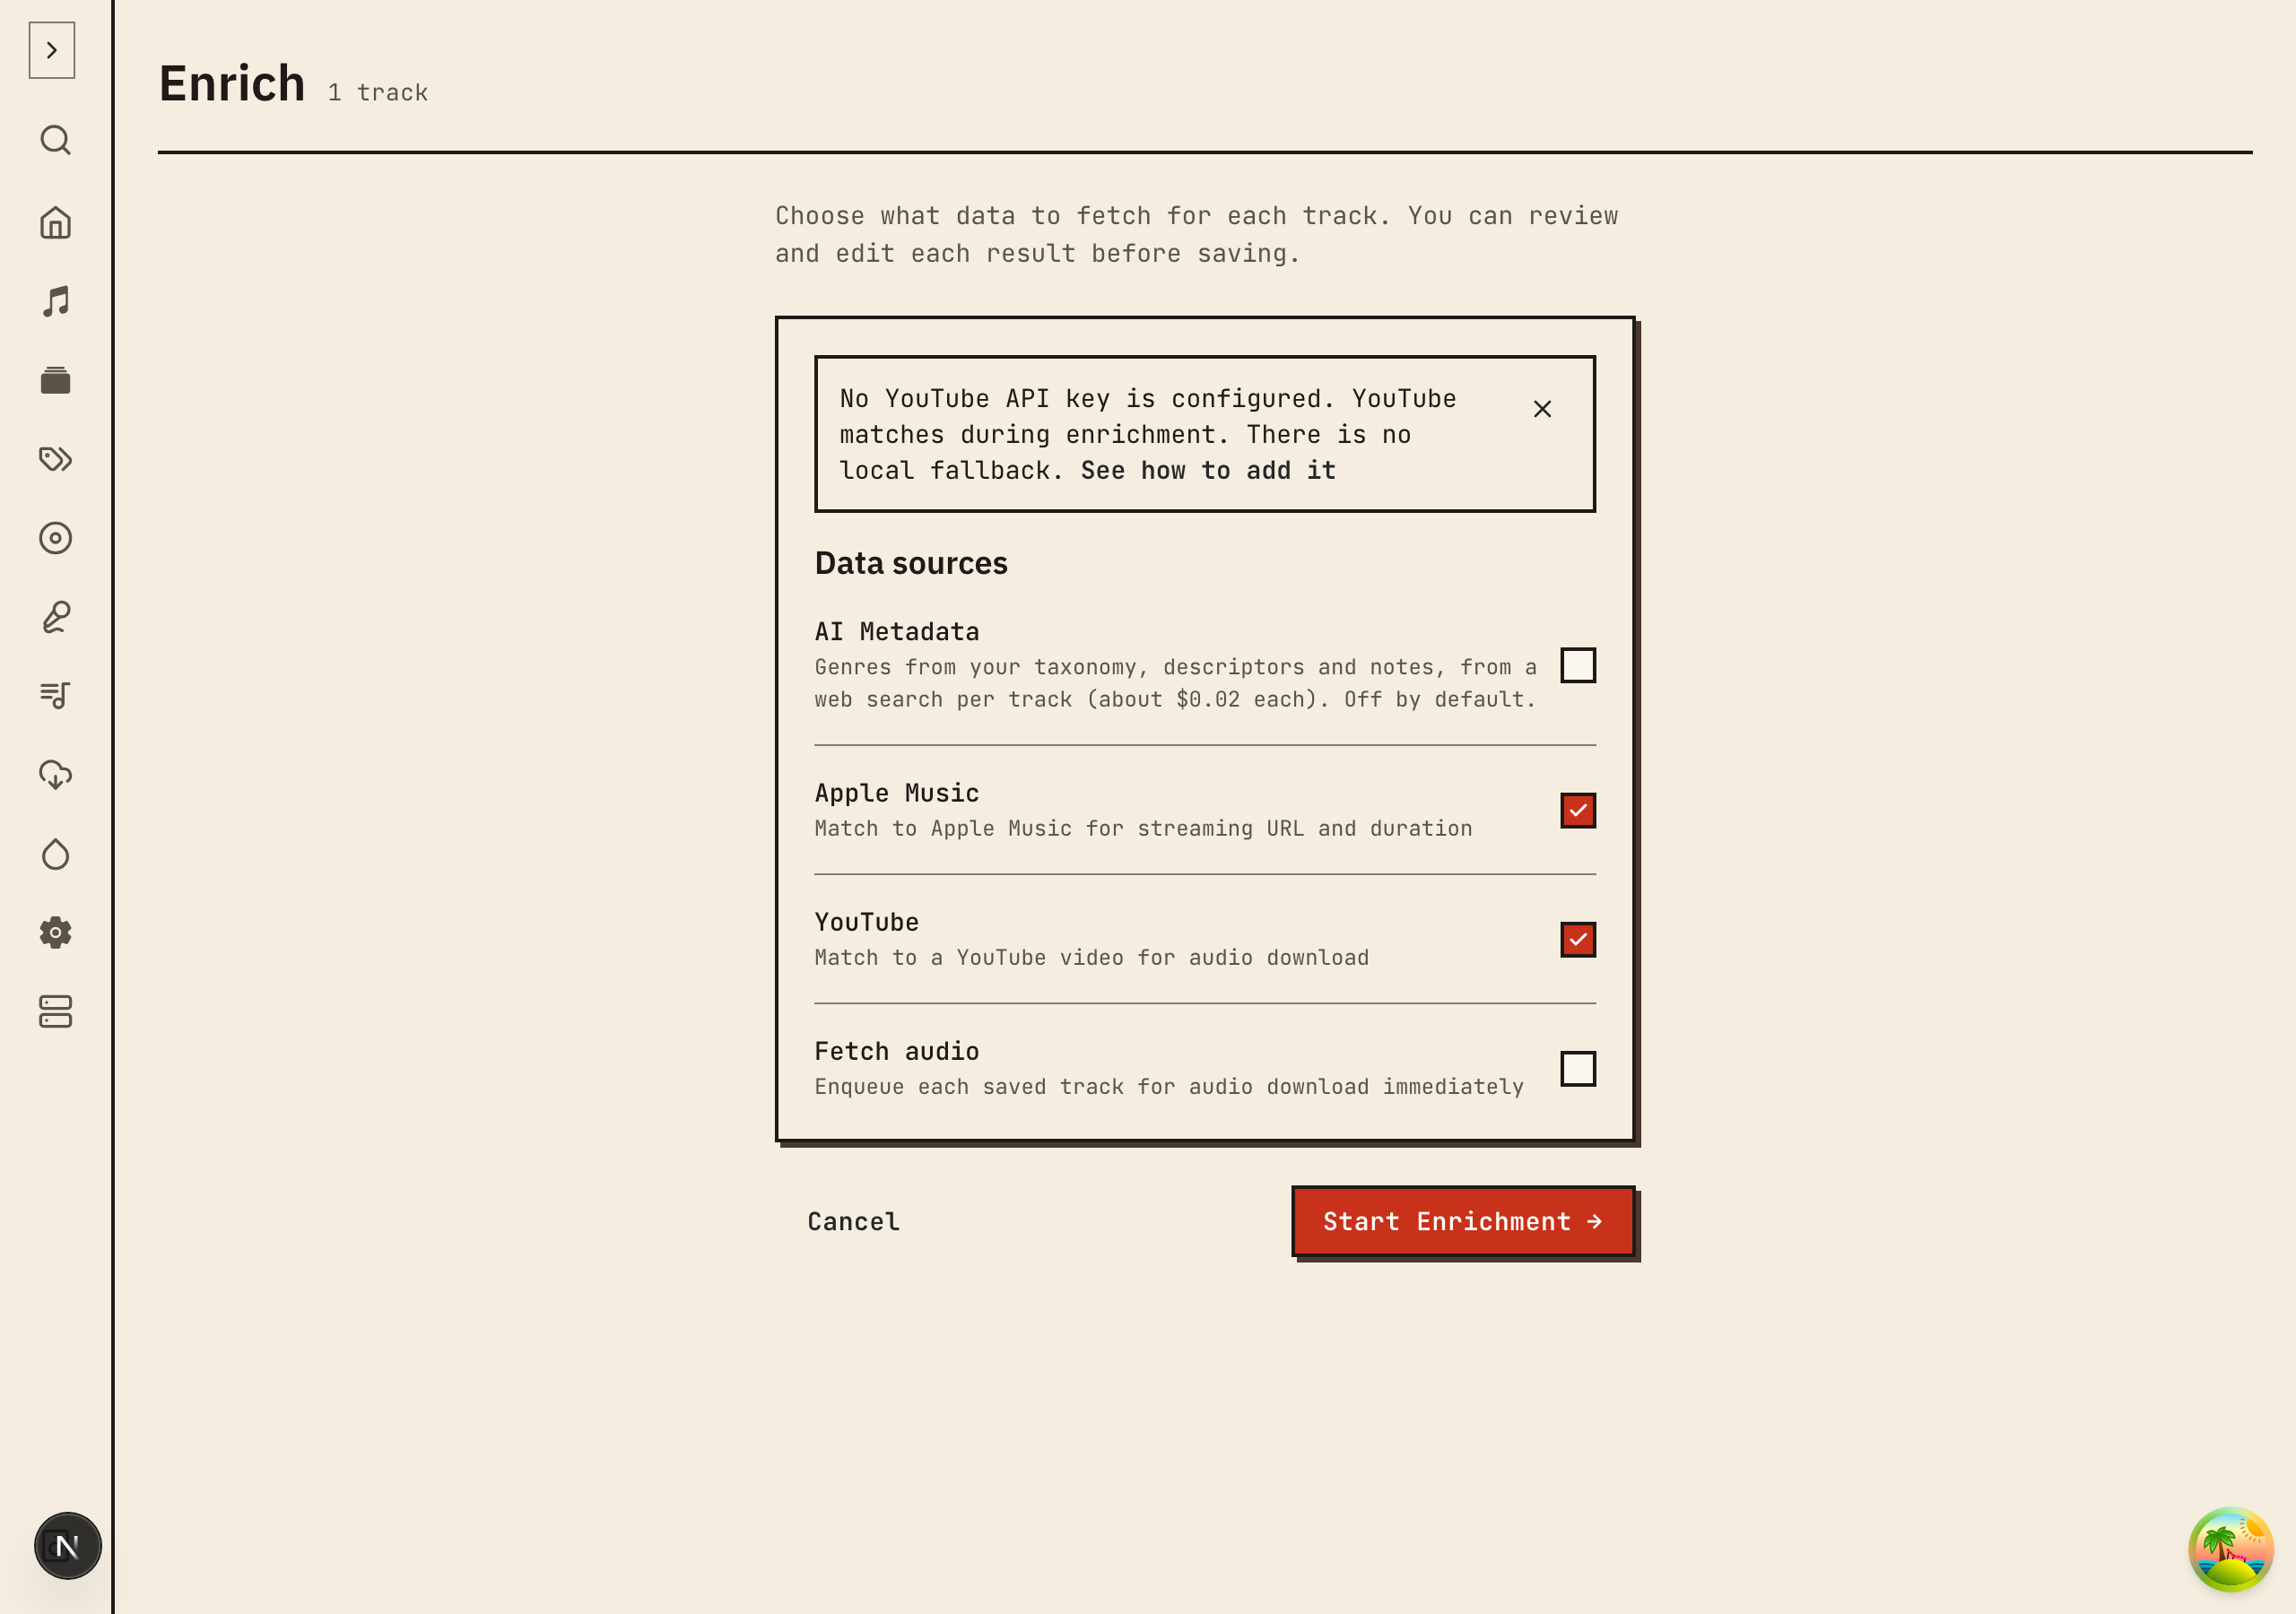 Enrich 1 track
Choose what data to fetch for each track. You can review
and edit each result before saving.
No YouTube API key is configured. YouTube
matches during enrichment. There is no
local fallback. See how to add it
Data sources
AI Metadata
Genres from your taxonomy, descriptors and notes, from a
web search per track (about $0.02 each). Off by default.
Apple Music
Match to Apple Music for streaming URL and duration
YouTube
Match to a YouTube video for audio download
Fetch audio
Enqueue each saved track for audio download immediately
Cancel
Start Enrichment →
N